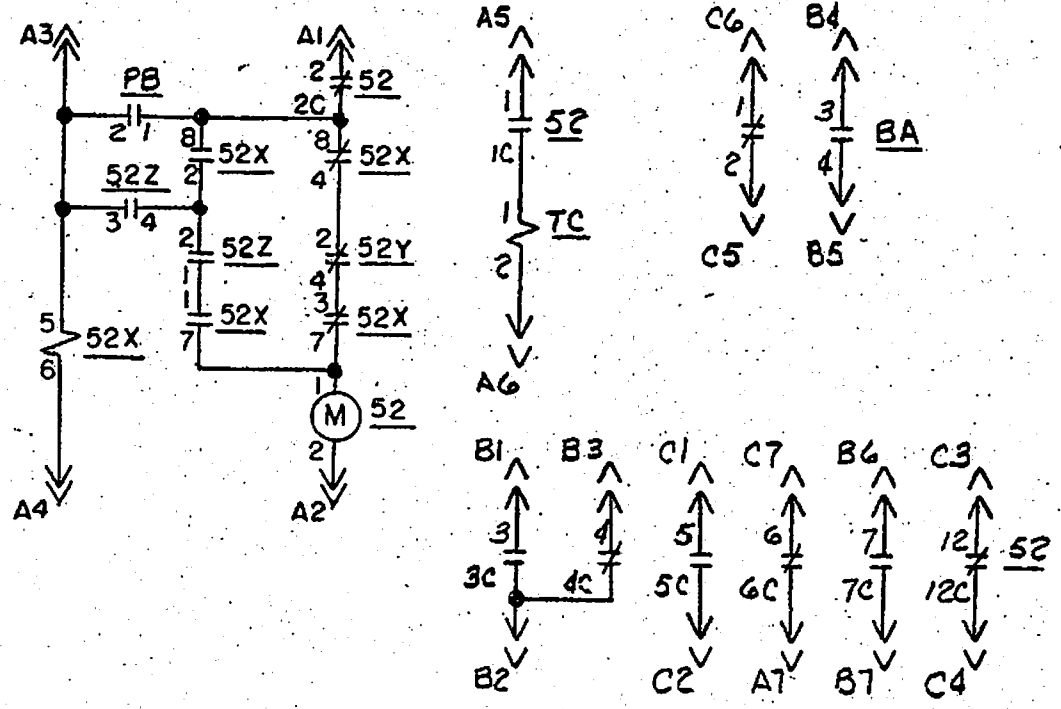 A3
A1
A5
C6
B4
PB
2
52
2 1
2C
8
52X
2
8
52X
4
52Z
3 4
2
52Z
1
1
52X
7
2
52Y
4
3
52X
7
5
52X
6
1
M
52
2
A4
A2
1
52
1C
1
TC
2
A6
1
2
C5
3
BA
4
B5
B1
B3
C1
C7
B6
C3
3
4
5
6
7
12
52
3C
4C
5C
6C
7C
12C
B2
C2
A7
B7
C4